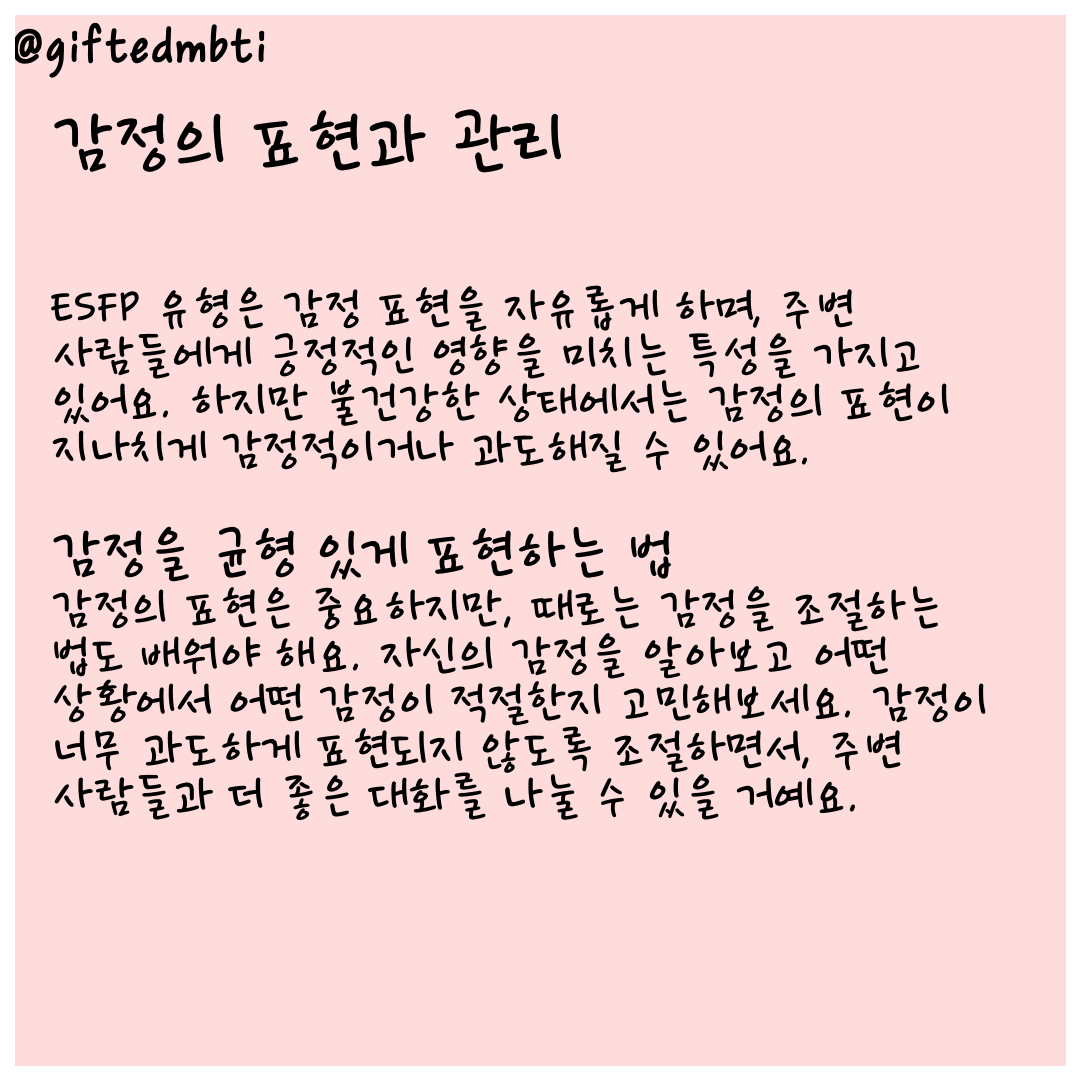 @giftedmbti
감정의 표현과 관리
ESFP 유형은 감정 표현을 자유롭게 하며, 주변
사람들에게 긍정적인 영향을 미치는 특성을 가지고
있어요. 하지만 불건강한 상태에서는 감정의 표현이
지나치게 감정적이거나 과도해질 수 있어요.
감정을 균형 있게 표현하는 법
감정의 표현은 중요하지만, 때로는 감정을 조절하는
법도 배워야 해요. 자신의 감정을 알아보고 어떤
상황에서 어떤 감정이 적절한지 고민해보세요. 감정이
너무 과도하게 표현되지 않도록 조절하면서, 주변
사람들과 더 좋은 대화를 나눌 수 있을 거예요.